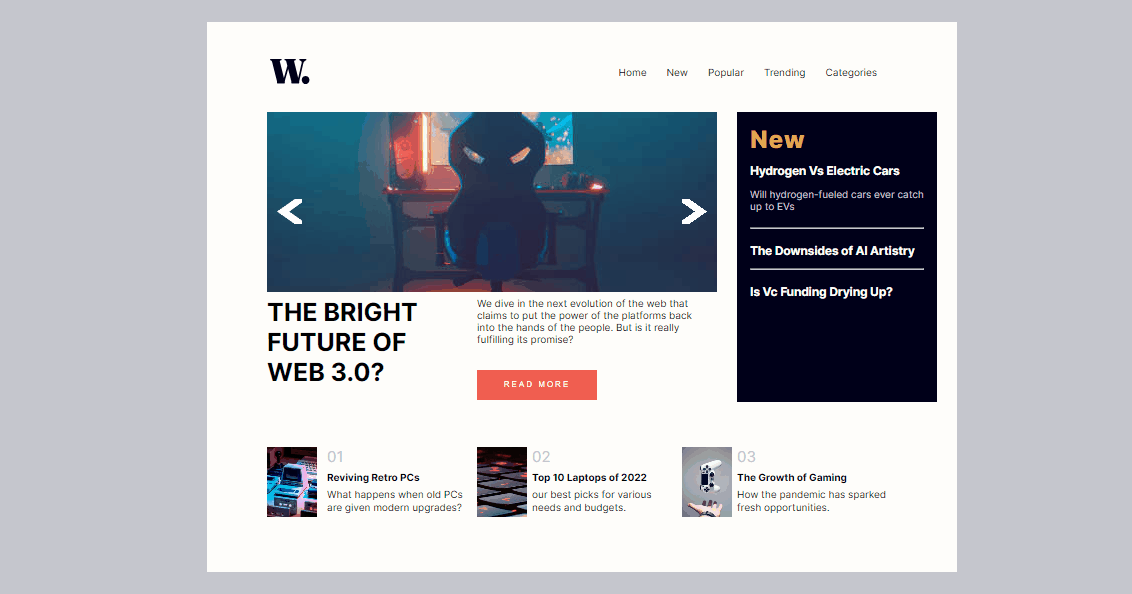 W.
Home New Popular Trending Categories
THE BRIGHT
FUTURE OF
WEB 3.0?
We dive in the next evolution of the web that
claims to put the power of the platforms back
into the hands of the people. But is it really
fulfilling its promise?
READ MORE
New
Hydrogen Vs Electric Cars
Will hydrogen-fueled cars ever catch
up to EVs
The Downsides of AI Artistry
Is Vc Funding Drying Up?
01
Reviving Retro PCs
What happens when old PCs
are given modern upgrades?
02
Top 10 Laptops of 2022
our best picks for various
needs and budgets.
03
The Growth of Gaming
How the pandemic has sparked
fresh opportunities.